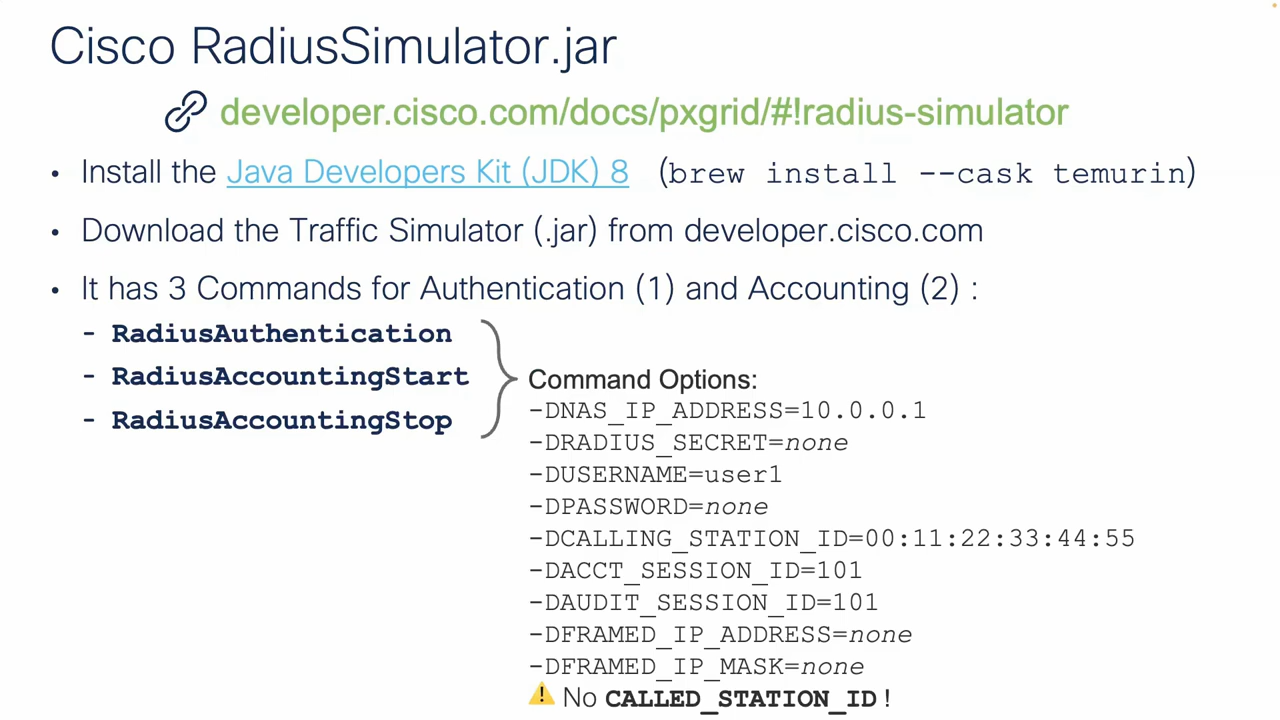 Cisco RadiusSimulator.jar
developer.cisco.com/docs/pxgrid/#!radius-simulator
• Install the Java Developers Kit (JDK) 8 (brew install --cask temurin)
• Download the Traffic Simulator (.jar) from developer.cisco.com
• It has 3 Commands for Authentication (1) and Accounting (2) :
- RadiusAuthentication
- RadiusAccountingStart
- RadiusAccountingStop
Command Options:
-DNAS_IP_ADDRESS=10.0.0.1
-DRADIUS_SECRET=none
-DUSERNAME=user1
-DPASSWORD=none
-DCALLING_STATION_ID=00:11:22:33:44:55
-DACCT_SESSION_ID=101
-DAUDIT_SESSION_ID=101
-DFRAMED_IP_ADDRESS=none
-DFRAMED_IP_MASK=none
⚠ No CALLED_STATION_ID !